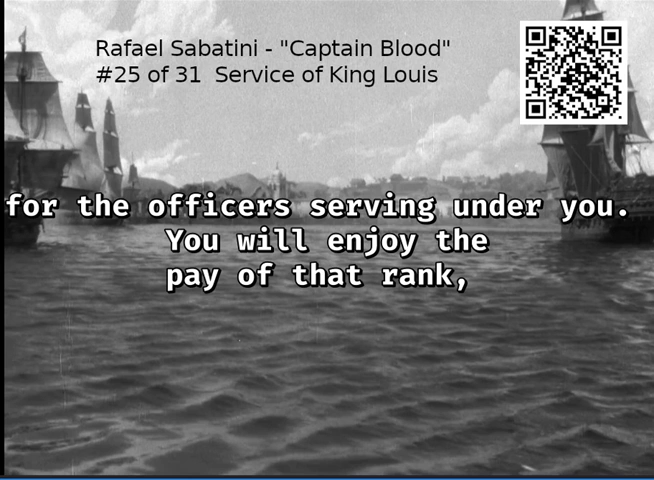 Rafael Sabatini - "Captain Blood"
#25 of 31  Service of King Louis
for the officers serving under you.
You will enjoy the
pay of that rank,